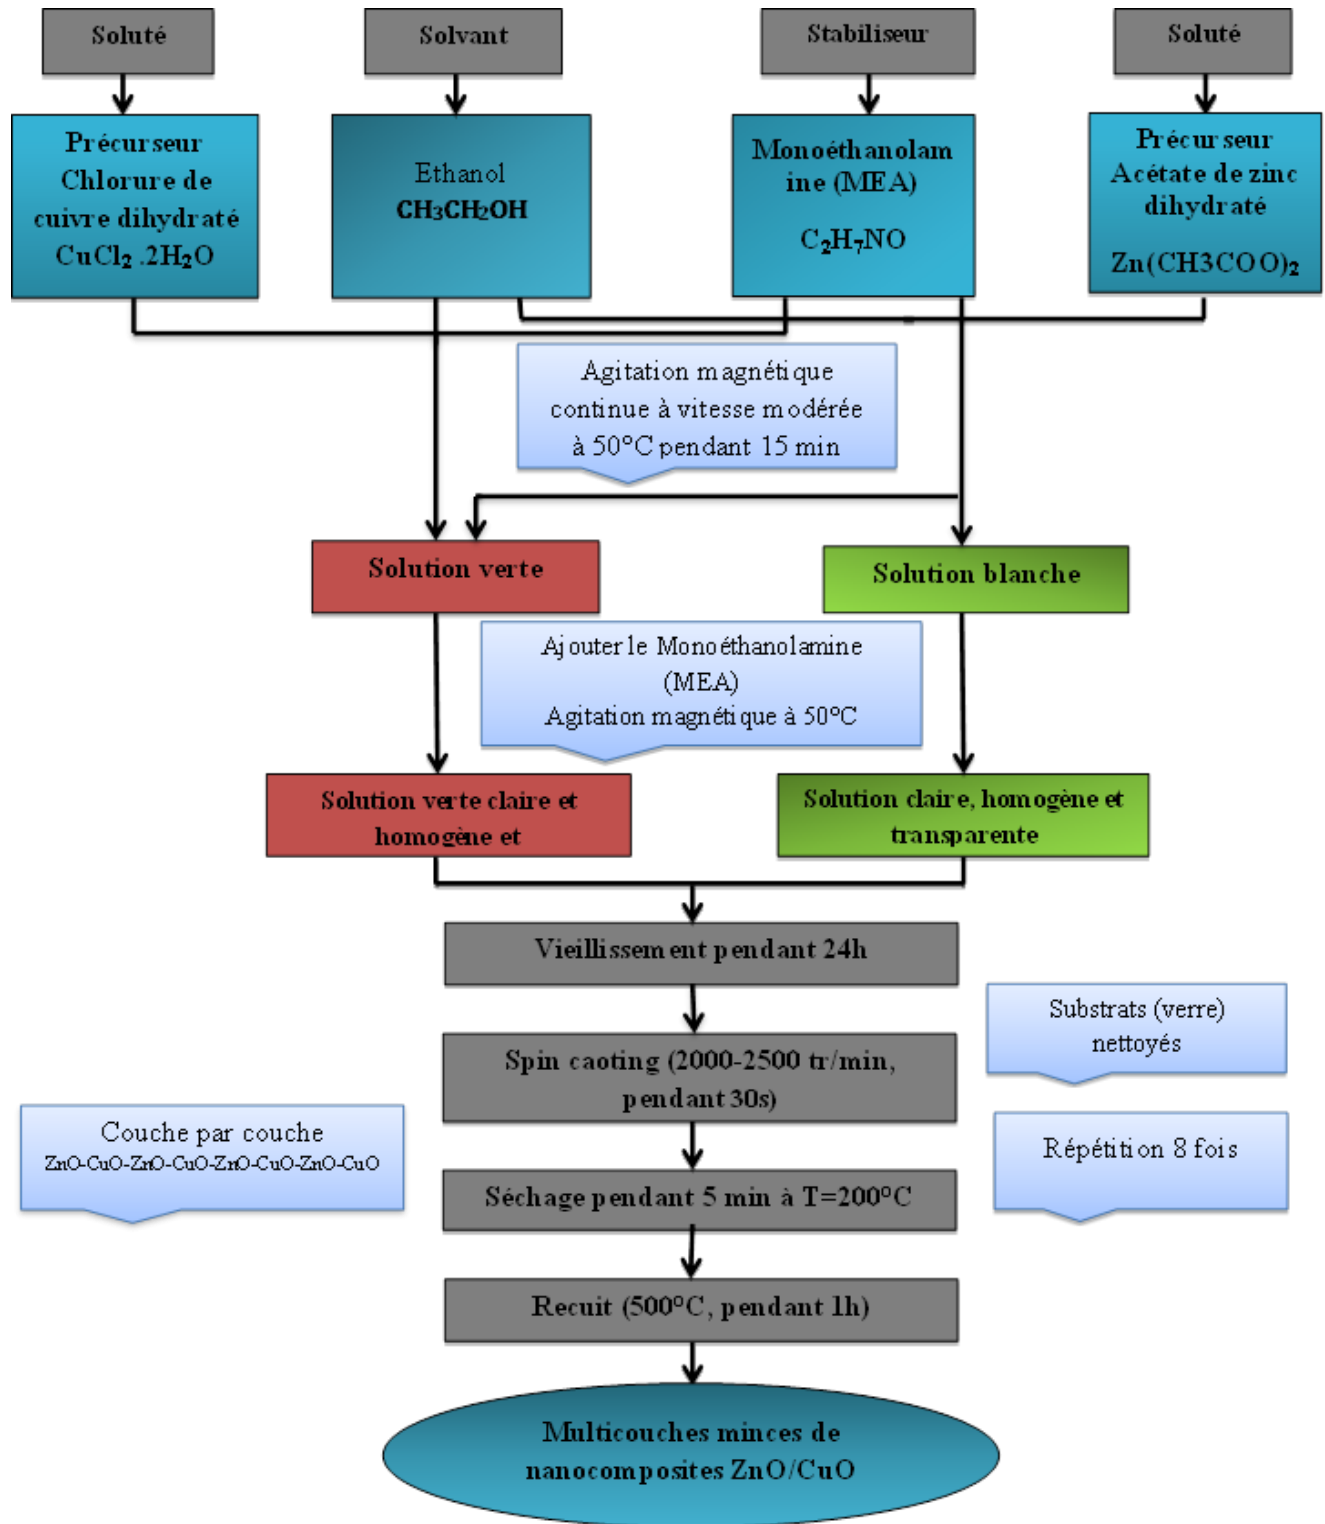 Soluté
Solvant
Stabiliseur
Soluté
Précurseur
Chlorure de
cuivre dihydraté
CuCl₂ .2H₂O
Ethanol
CH₃CH₂OH
Monoéthanolam
ine (MEA)
C₂H₇NO
Précurseur
Acétate de zinc
dihydraté
Zn(CH3COO)₂
Agitation magnétique
continue à vitesse modérée
à 50°C pendant 15 min
Solution verte
Solution blanche
Ajouter le Monoéthanolamine
(MEA)
Agitation magnétique à 50°C
Solution verte claire et
homogène et
Solution claire, homogène et
transparente
Vieillissement pendant 24h
Substrats (verre)
nettoyés
Spin caoting (2000-2500 tr/min,
pendant 30s)
Couche par couche
ZnO-CuO-ZnO-CuO-ZnO-CuO-ZnO-CuO
Répétition 8 fois
Séchage pendant 5 min à T=200°C
Recuit (500°C, pendant 1h)
Multicouches minces de
nanocomposites ZnO/CuO